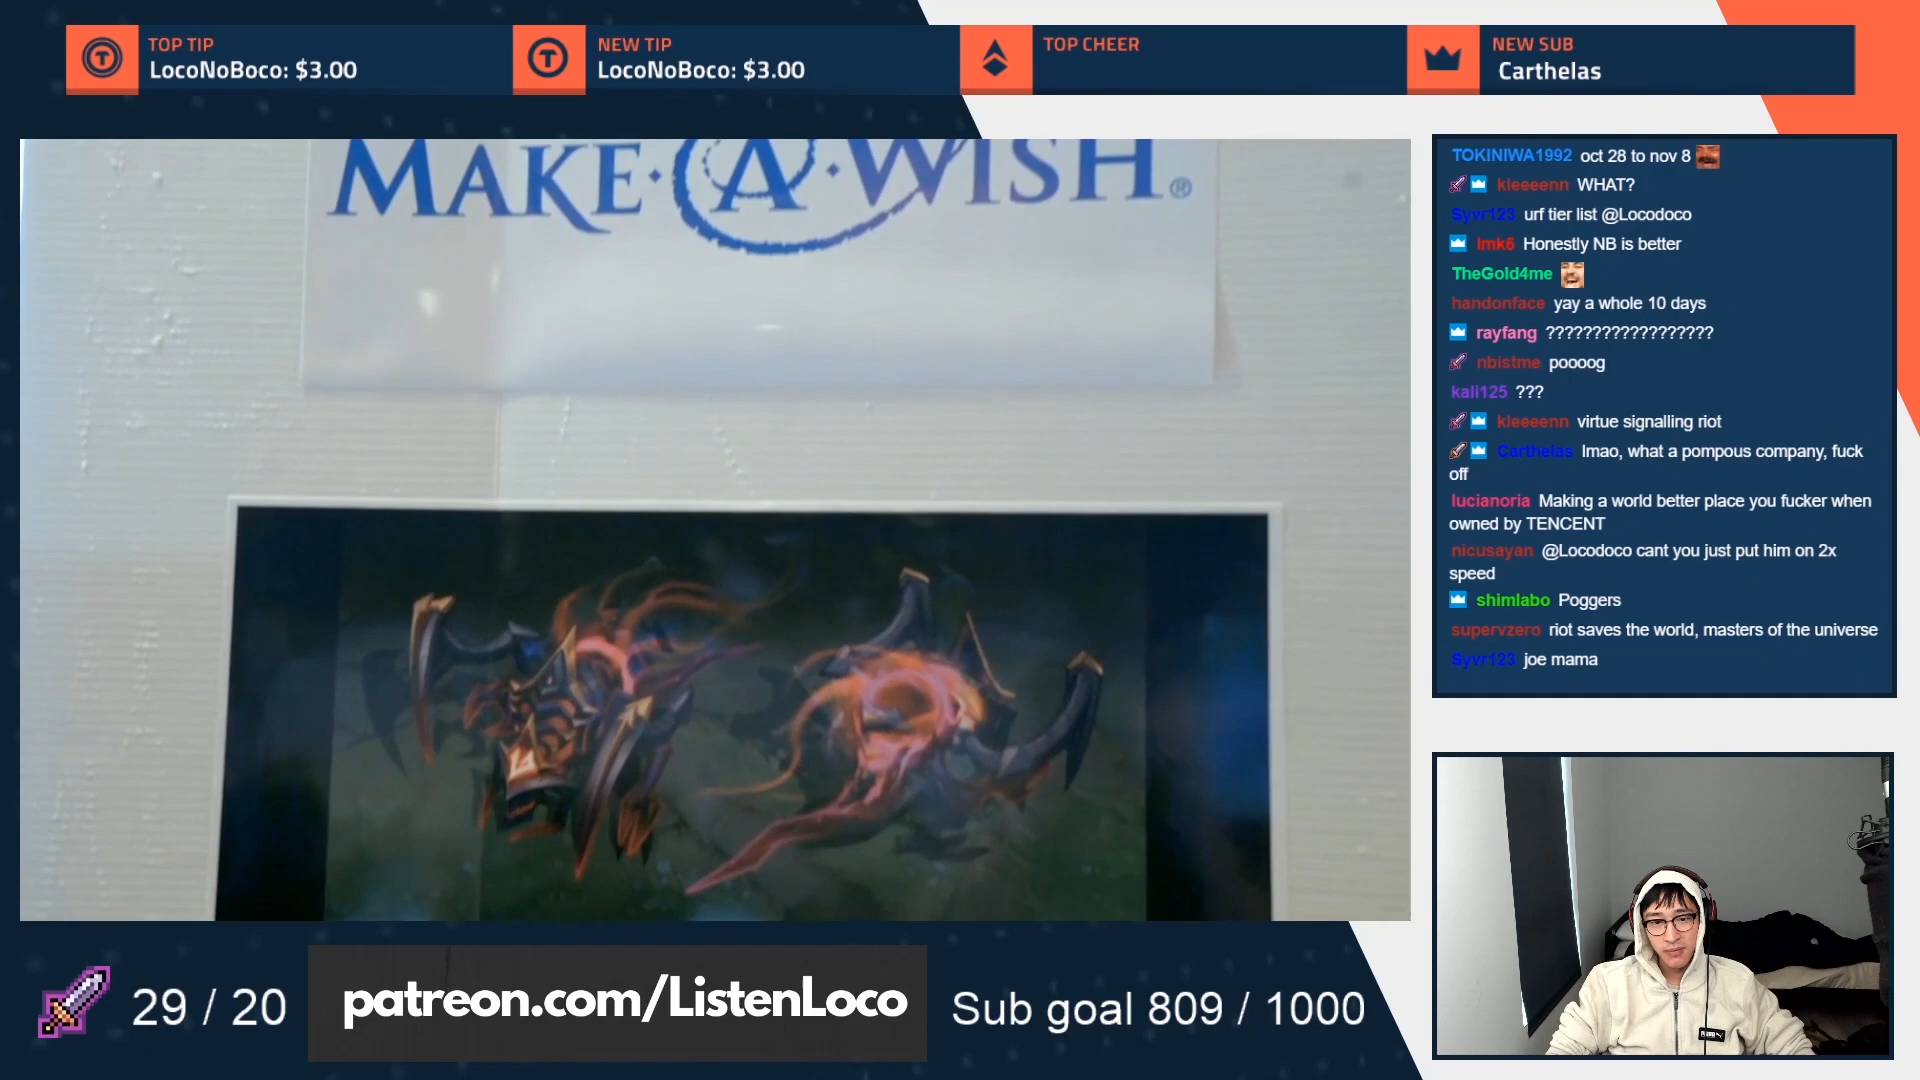 TOP TIP
LocoNoBoco: $3.00
NEW TIP
LocoNoBoco: $3.00
TOP CHEER
NEW SUB
Carthelas
MAKE·A·WISH®
TOKINIWA1992 oct 28 to nov 8
kleeeenn WHAT?
Syvr123 urf tier list @Locodoco
lmk6 Honestly NB is better
TheGold4me
handonface yay a whole 10 days
rayfang ??????????????????
nbistme poooog
kali125 ???
kleeeenn virtue signalling riot
Carthelas lmao, what a pompous company, fuck
off
lucianoria Making a world better place you fucker when
owned by TENCENT
nicusayan @Locodoco cant you just put him on 2x
speed
shimlabo Poggers
supervzero riot saves the world, masters of the universe
Syvr123 joe mama
29 / 20
patreon.com/ListenLoco
Sub goal 809 / 1000
PUMA